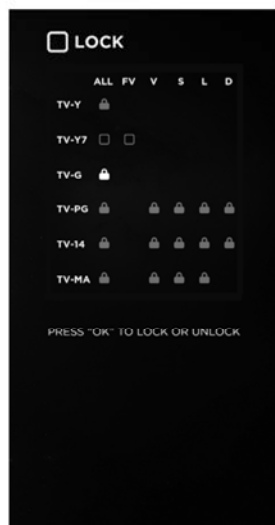 LOCK
ALL FV V S L D
TV-Y
TV-Y7
TV-G
TV-PG
TV-14
TV-MA
PRESS "OK" TO LOCK OR UNLOCK